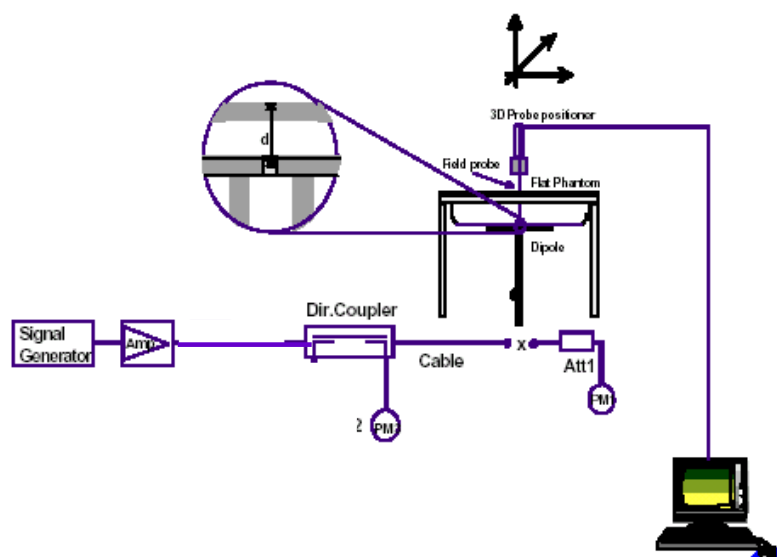 3D Probe positioner
d
Field probe
Flat Phantom
Dipole
Dir.Coupler
Signal
Generator
Amp
Cable
x
Att1
PM1
2
PM2